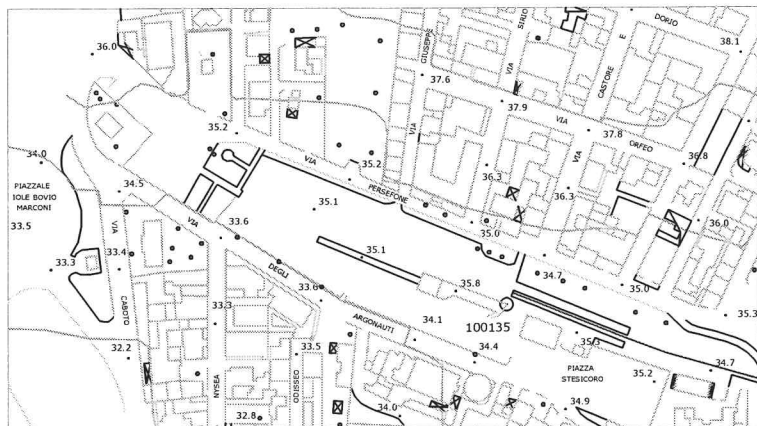 DORIO
38.1
36.0
GIUSEPPE
VIA
SIRIO
VIA
CASTORE E
37.6
37.9
VIA
37.8
ORFEO
36.8
35.2
VIA
35.2
PERSEFONE
VIA
36.3
VIA
36.3
36.0
34.0
PIAZZALE
IOLE BOVIO
MARCONI
33.5
34.5
35.1
35.0
VIA
33.6
VIA
33.4
33.3
CABOTO
DEGLI
35.1
35.8
34.7
35.0
33.6
ARGONAUTI
100135
35.3
33.3
34.1
35.3
32.2
33.5
34.4
PIAZZA
STESICORO
34.7
35.2
NYSEA
ODISSEO
32.8
34.0
34.9